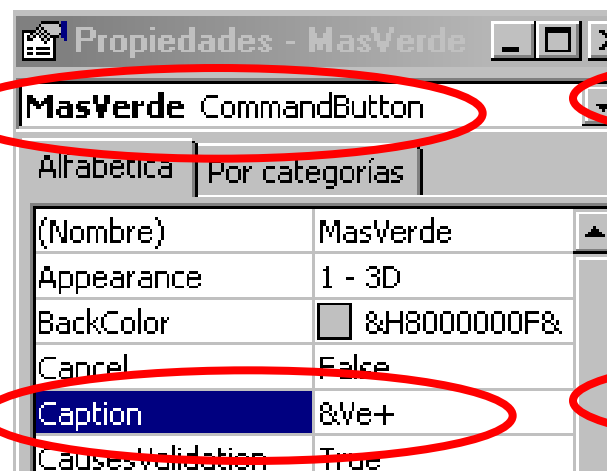 Propiedades - MasVerde
MasVerde CommandButton
Alfabética Por categorías
(Nombre) MasVerde
Appearance 1 - 3D
BackColor &H8000000F&
Cancel False
Caption &Ve+
CausesValidation True